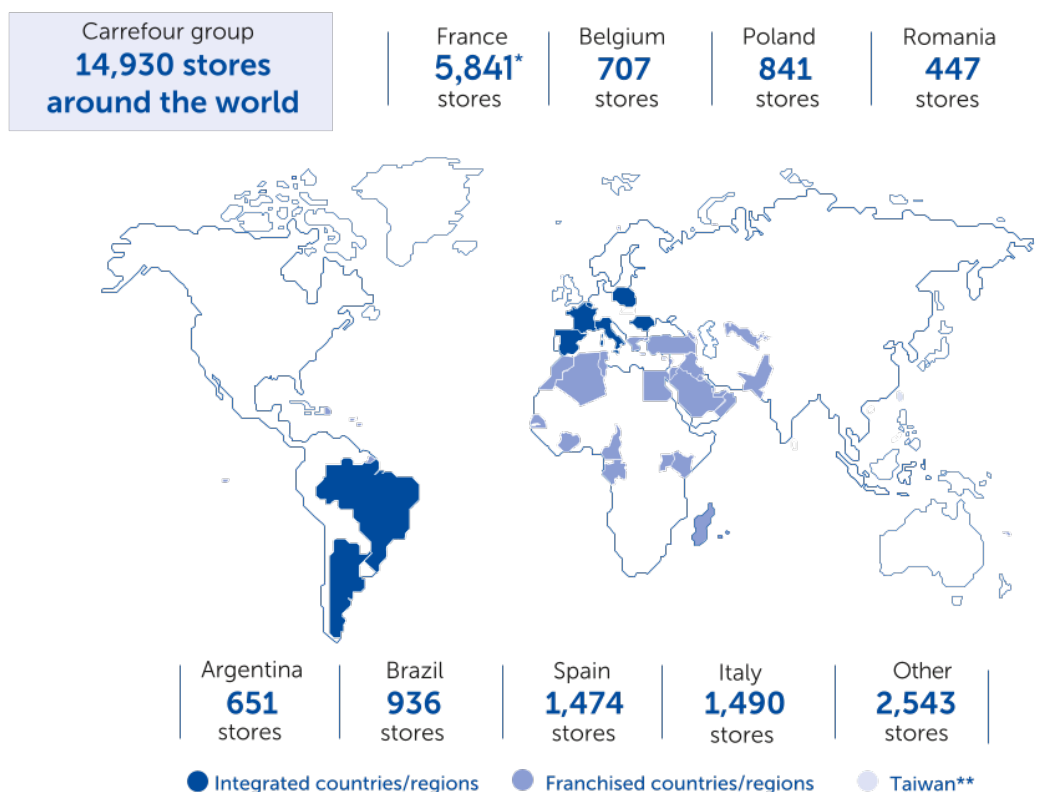 Carrefour group
14,930 stores
around the world
France
5,841*
stores
Belgium
707
stores
Poland
841
stores
Romania
447
stores
Argentina
651
stores
Brazil
936
stores
Spain
1,474
stores
Italy
1,490
stores
Other
2,543
stores
Integrated countries/regions
Franchised countries/regions
Taiwan**